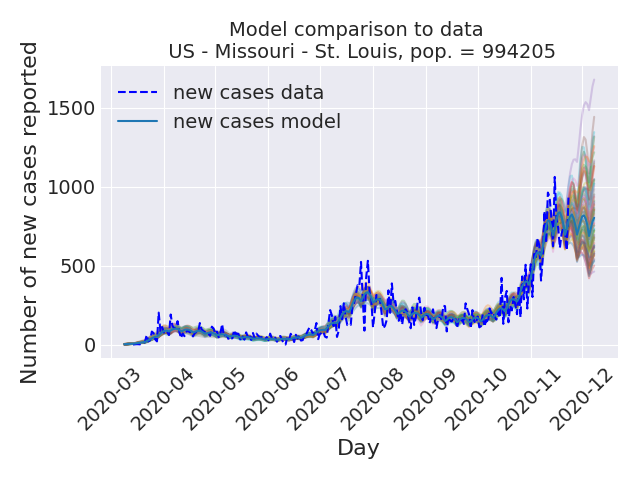 Model comparison to data
US - Missouri - St. Louis, pop. = 994205
Number of new cases reported
1500
1000
500
0
new cases data
new cases model
2020-03
2020-04
2020-05
2020-06
2020-07
2020-08
2020-09
2020-10
2020-11
2020-12
Day